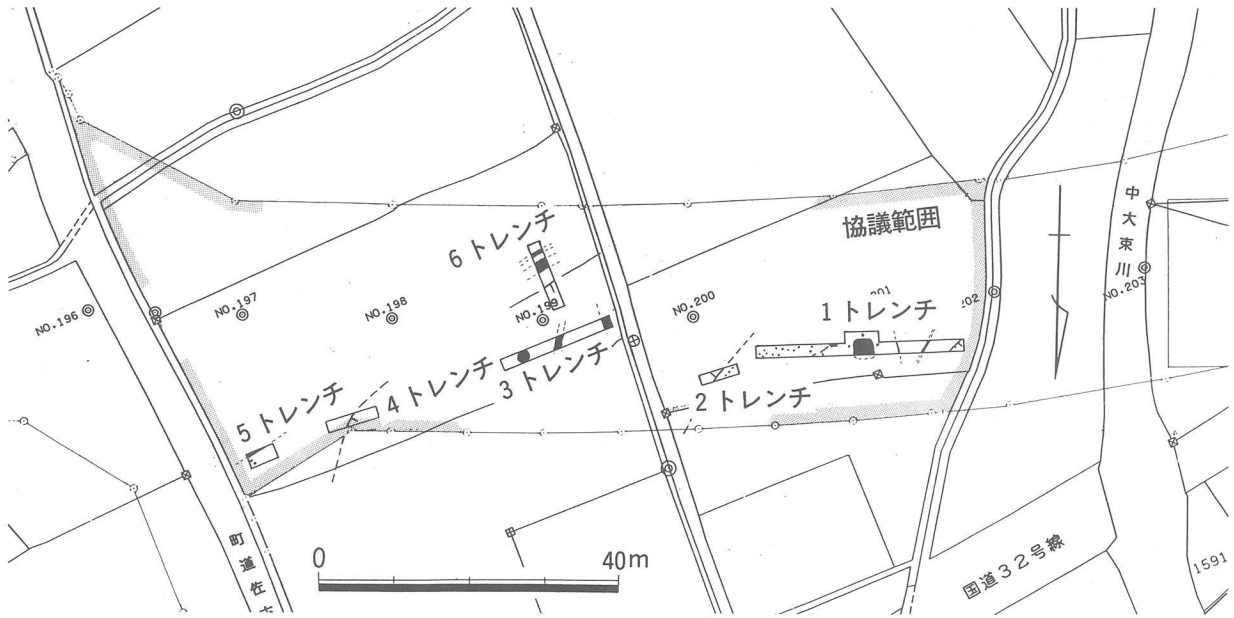 協議範囲
中大束川
6トレンチ
NO.196
NO.197
NO.198
NO.199
NO.200
NO.203
1トレンチ
2トレンチ
3トレンチ
4トレンチ
5トレンチ
0
40m
町道佐
国道32号線
1591